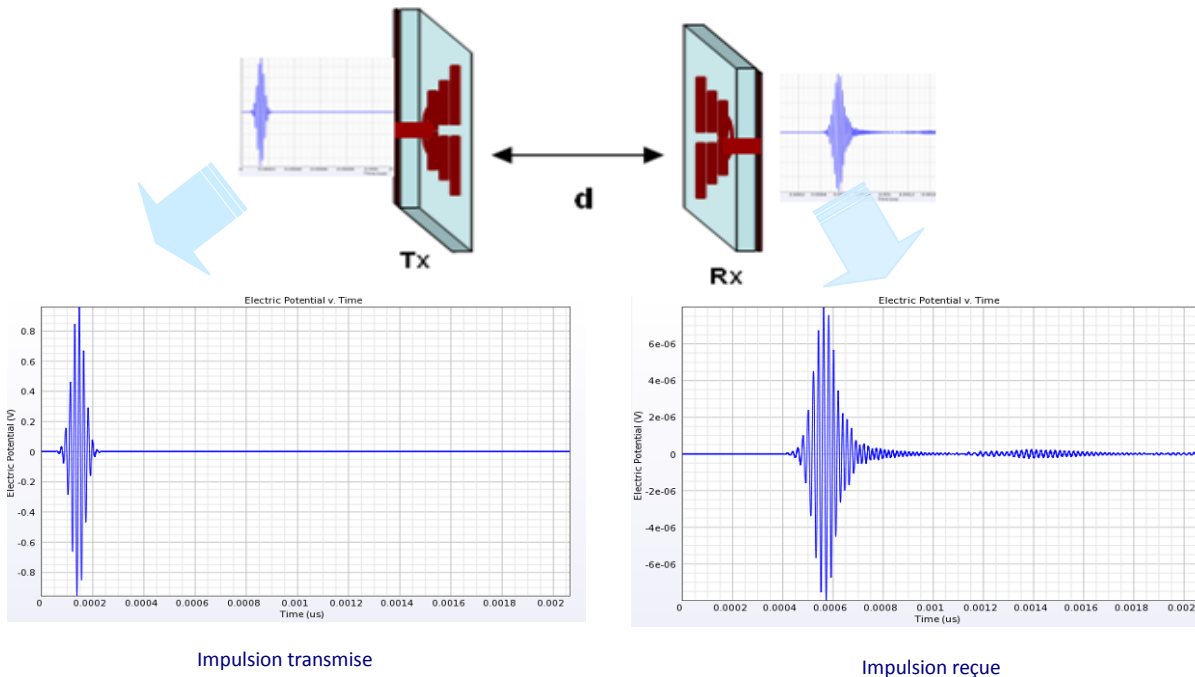 d
Tx
Rx
Electric Potential v. Time
0.8
0.6
0.4
0.2
0
-0.2
-0.4
-0.6
-0.8
Electric Potential (V)
0 0.0002 0.0004 0.0006 0.0008 0.001 0.0012 0.0014 0.0016 0.0018 0.002
Time (us)
Impulsion transmise
Electric Potential v. Time
6e-06
4e-06
2e-06
0
-2e-06
-4e-06
-6e-06
Electric Potential (V)
0 0.0002 0.0004 0.0006 0.0008 0.001 0.0012 0.0014 0.0016 0.0018 0.002
Time (us)
Impulsion reçue